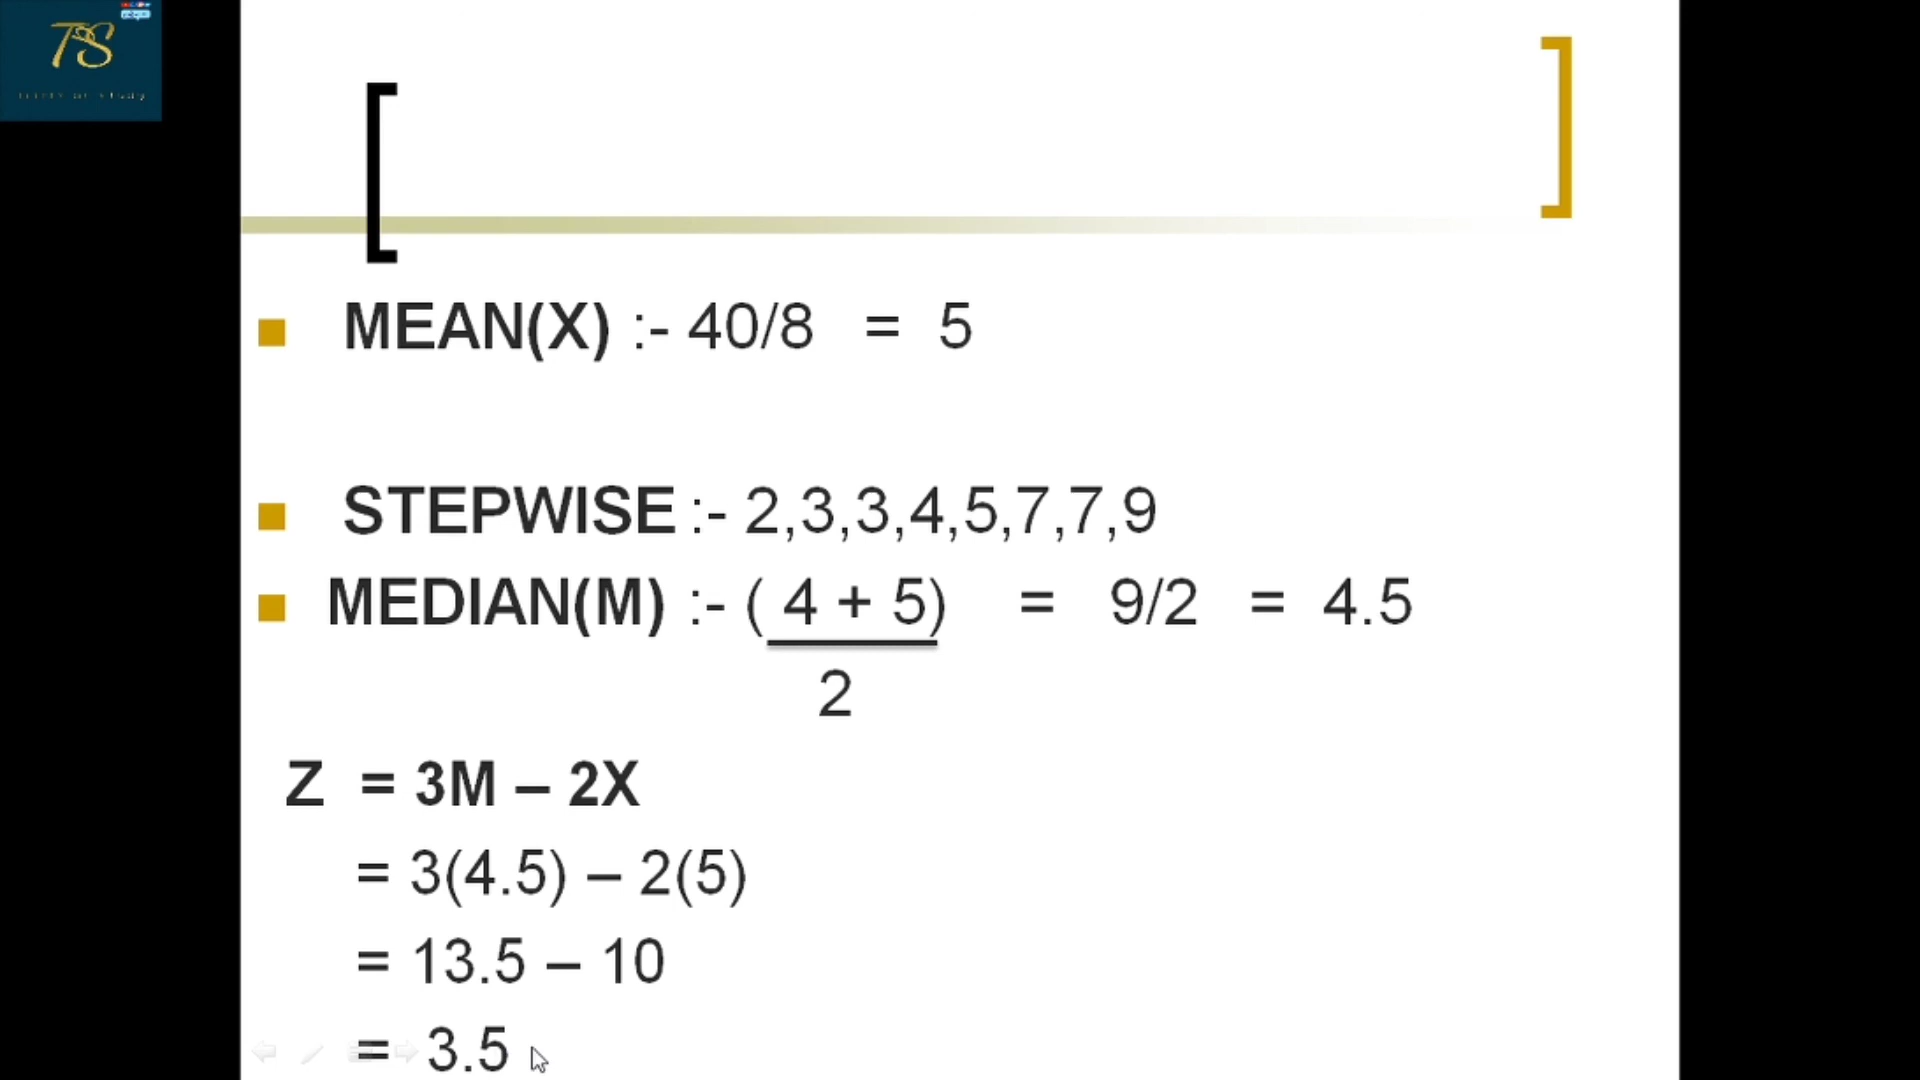 TS
MEAN(X) :- 40/8 = 5
STEPWISE :- 2,3,3,4,5,7,7,9
MEDIAN(M) :- ( 4 + 5) = 9/2 = 4.5
2
Z = 3M – 2X
= 3(4.5) – 2(5)
= 13.5 – 10
= 3.5